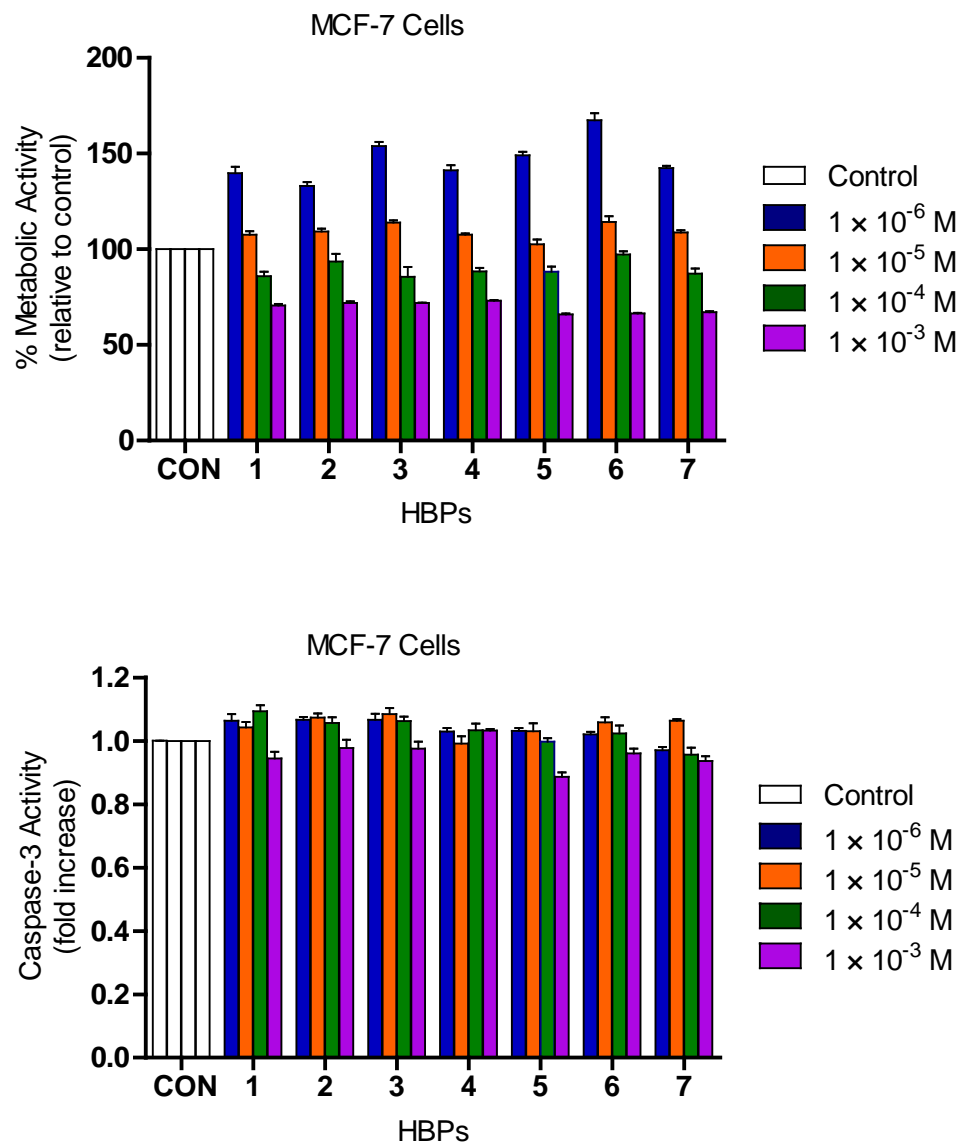 MCF-7 Cells
200
150
100
50
0
% Metabolic Activity
(relative to control)
CON 1 2 3 4 5 6 7
HBPs
Control
1 × 10⁻⁶ M
1 × 10⁻⁵ M
1 × 10⁻⁴ M
1 × 10⁻³ M
MCF-7 Cells
1.2
1.0
0.8
0.6
0.4
0.2
0.0
Caspase-3 Activity
(fold increase)
CON 1 2 3 4 5 6 7
HBPs
Control
1 × 10⁻⁶ M
1 × 10⁻⁵ M
1 × 10⁻⁴ M
1 × 10⁻³ M